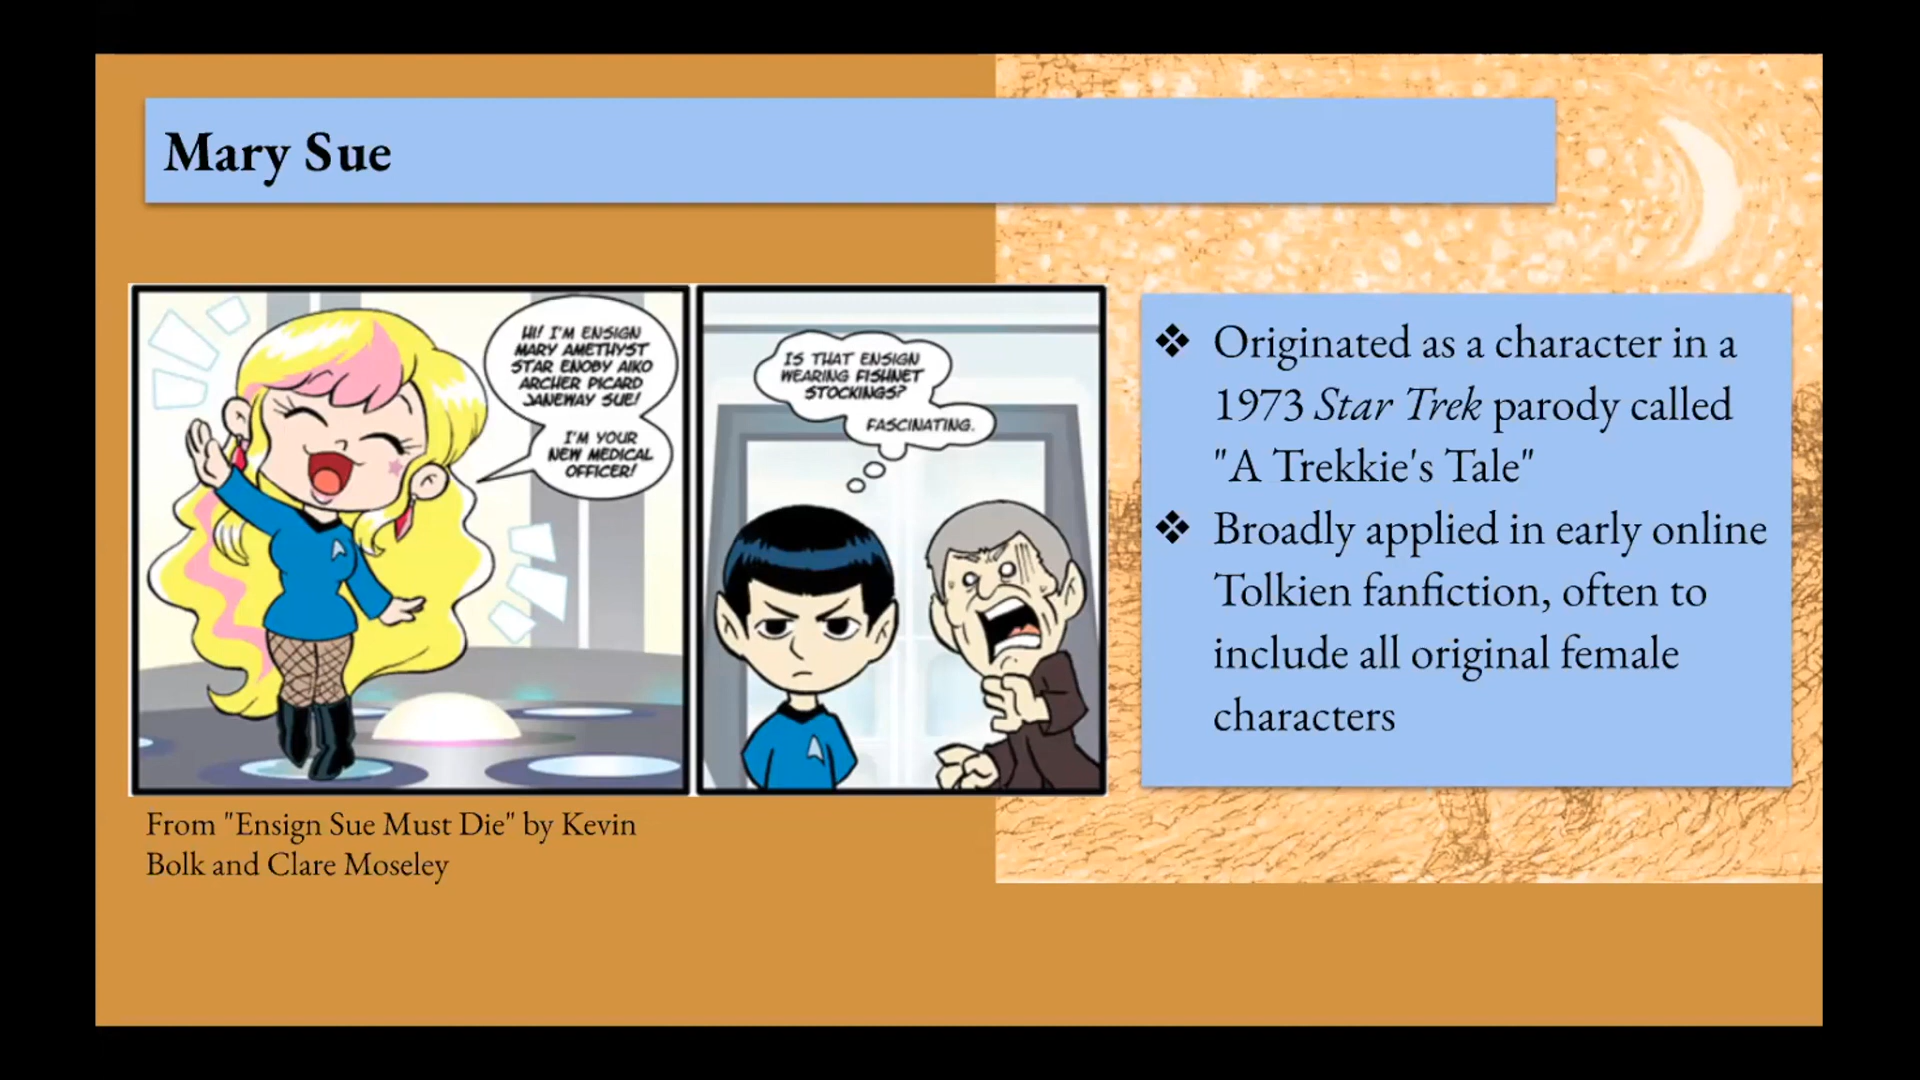 Mary Sue
HI! I'M ENSIGN
MARY AMETHYST
STAR ENOBY AIKO
ARCHER PICARD
JANEWAY SUE!
I'M YOUR
NEW MEDICAL
OFFICER!
IS THAT ENSIGN
WEARING FISHNET
STOCKINGS?
FASCINATING.
❖ Originated as a character in a
1973 Star Trek parody called
"A Trekkie's Tale"
❖ Broadly applied in early online
Tolkien fanfiction, often to
include all original female
characters
From "Ensign Sue Must Die" by Kevin
Bolk and Clare Moseley